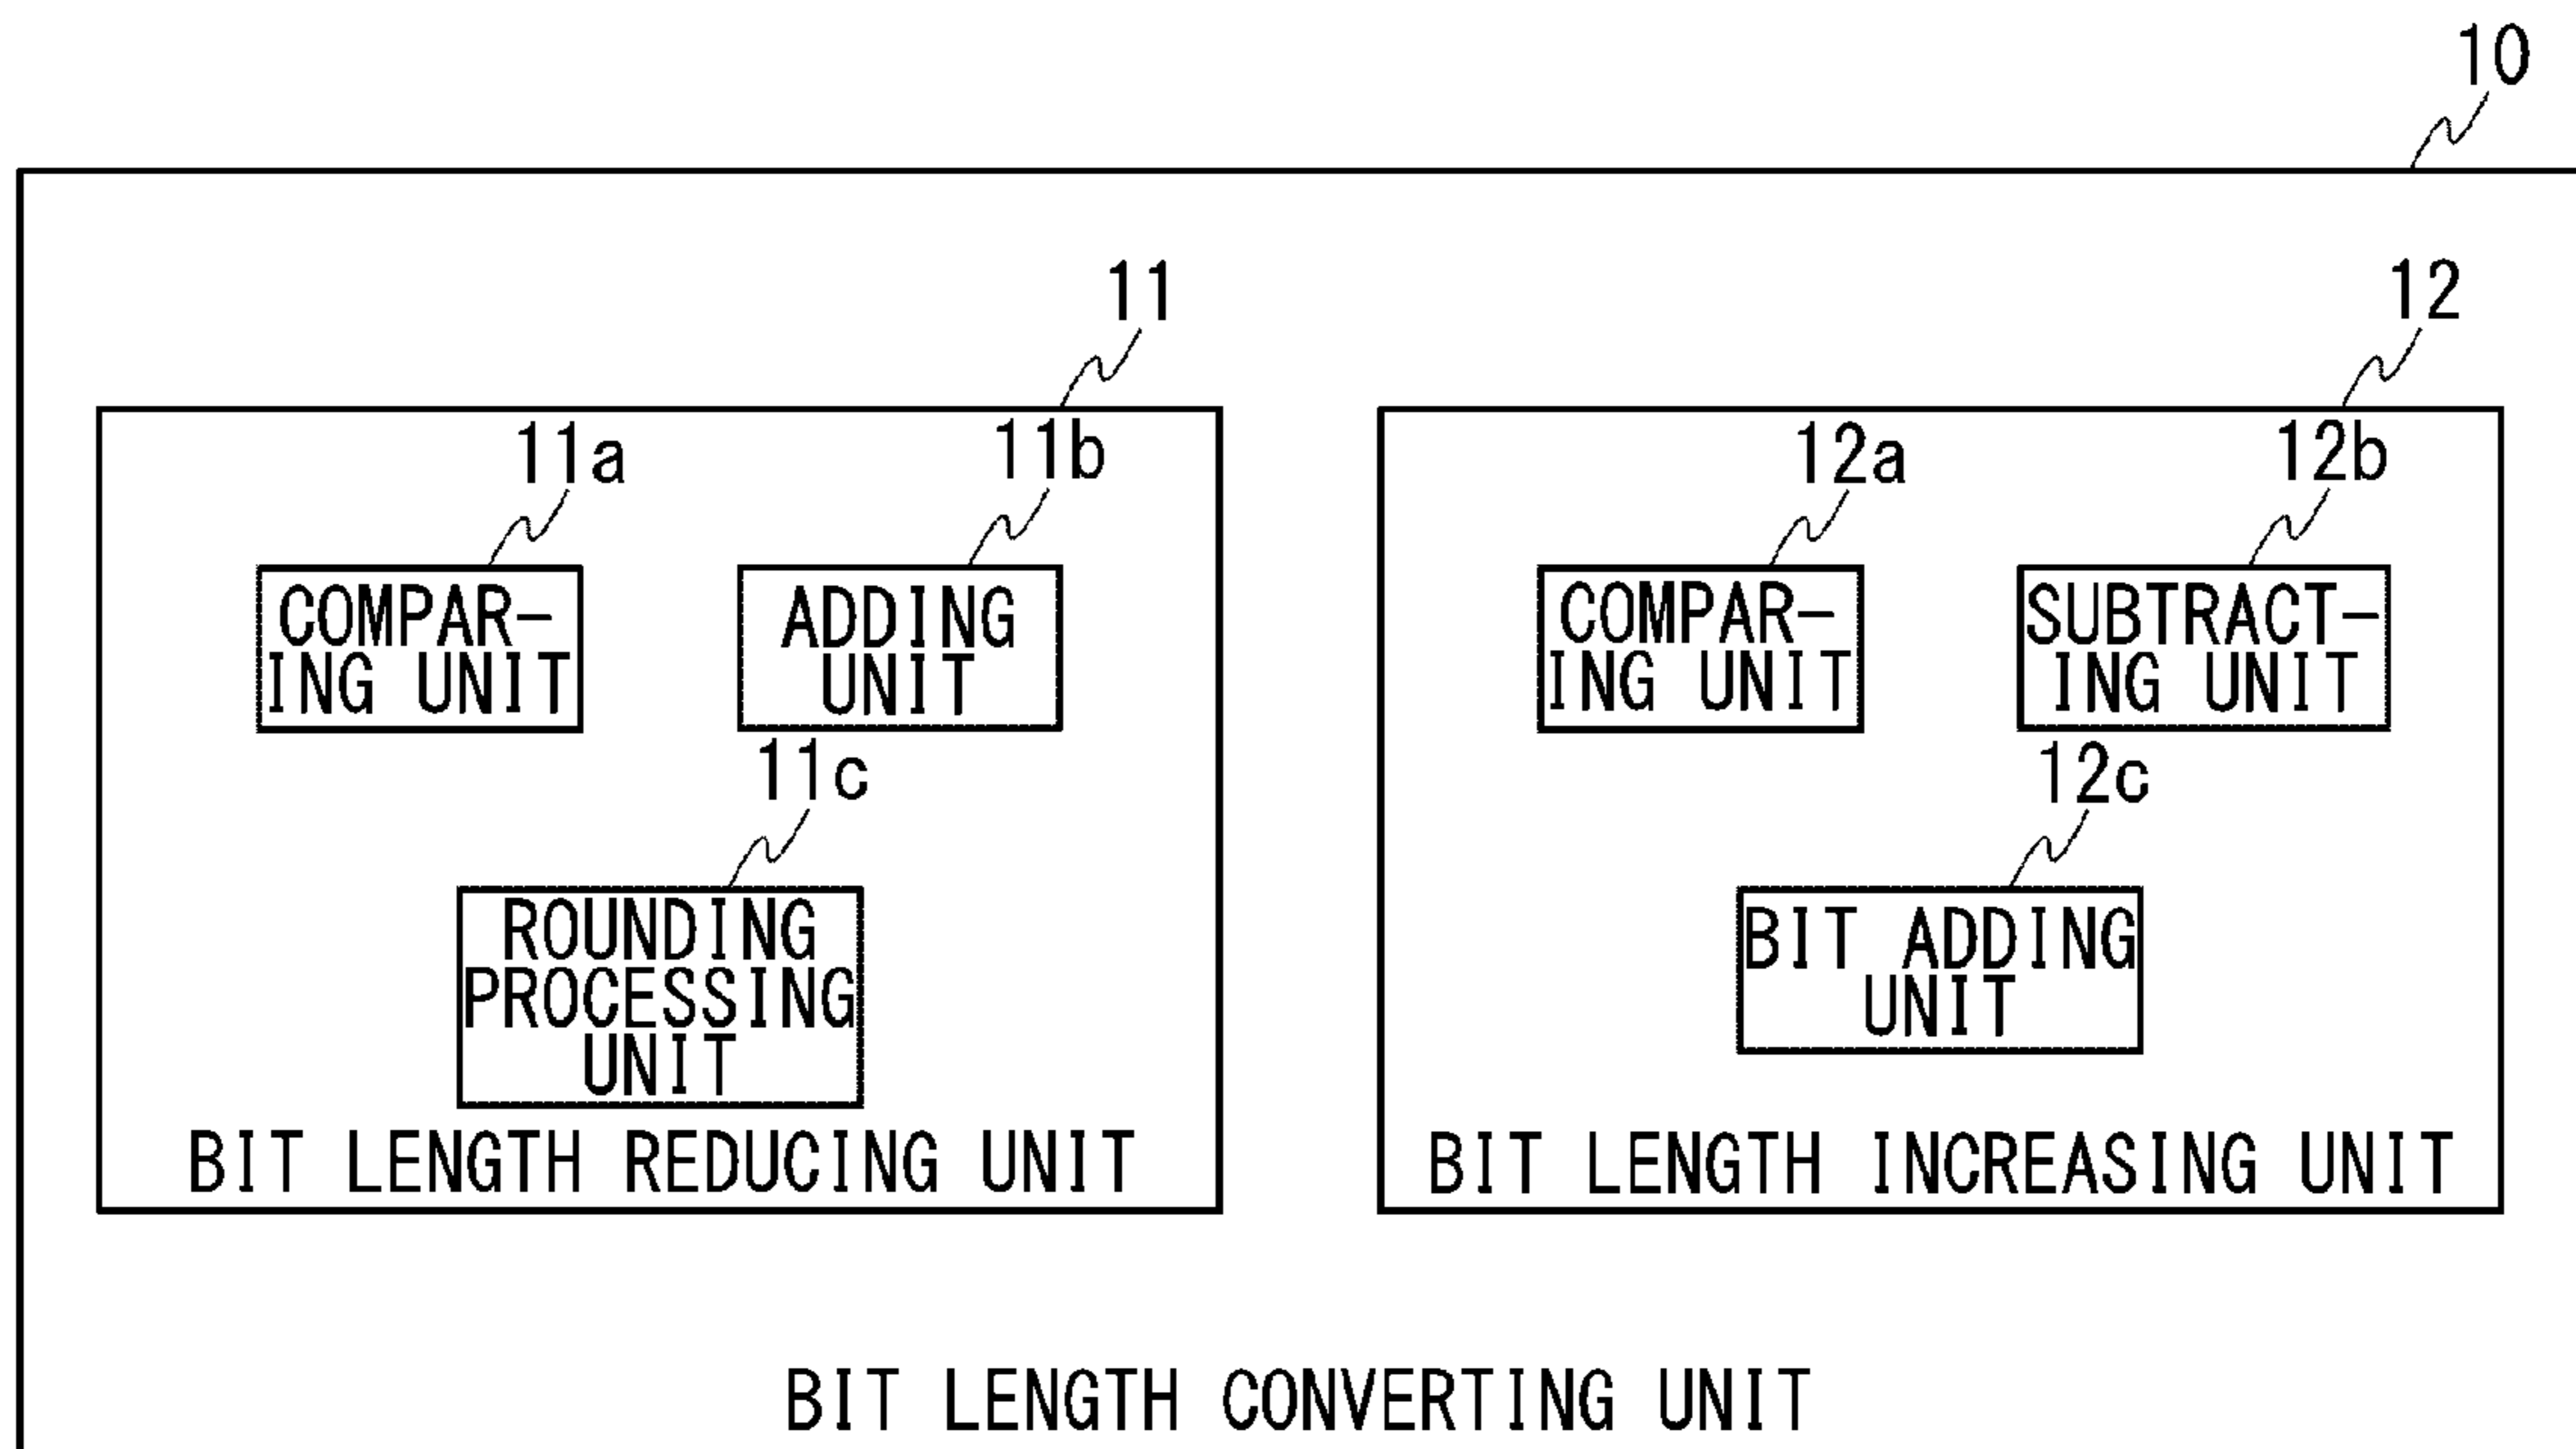 10
11
12
11a
11b
12a
12b
COMPAR-
ING UNIT
ADDING
UNIT
COMPAR-
ING UNIT
SUBTRACT-
ING UNIT
11c
12c
ROUNDING
PROCESSING
UNIT
BIT ADDING
UNIT
BIT LENGTH REDUCING UNIT
BIT LENGTH INCREASING UNIT
BIT LENGTH CONVERTING UNIT